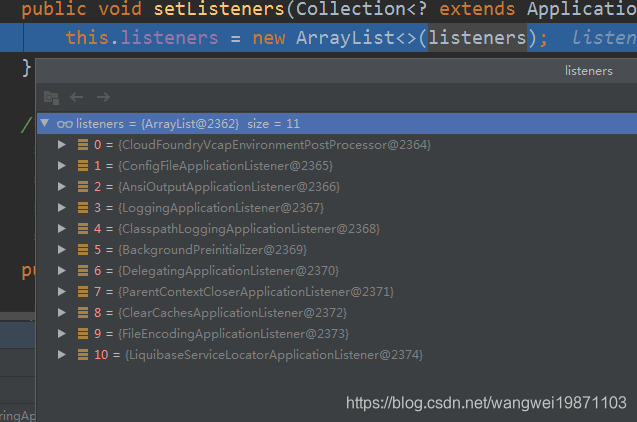 public void setListeners(Collection<? extends Applicatio
this.listeners = new ArrayList<>(listeners); listen
}
listeners
/
listeners = {ArrayList@2362} size = 11
0 = {CloudFoundryVcapEnvironmentPostProcessor@2364}
1 = {ConfigFileApplicationListener@2365}
2 = {AnsiOutputApplicationListener@2366}
3 = {LoggingApplicationListener@2367}
4 = {ClasspathLoggingApplicationListener@2368}
5 = {BackgroundPreinitializer@2369}
pu
6 = {DelegatingApplicationListener@2370}
7 = {ParentContextCloserApplicationListener@2371}
8 = {ClearCachesApplicationListener@2372}
9 = {FileEncodingApplicationListener@2373}
10 = {LiquibaseServiceLocatorApplicationListener@2374}
https://blog.csdn.net/wangwei19871103
ringAp